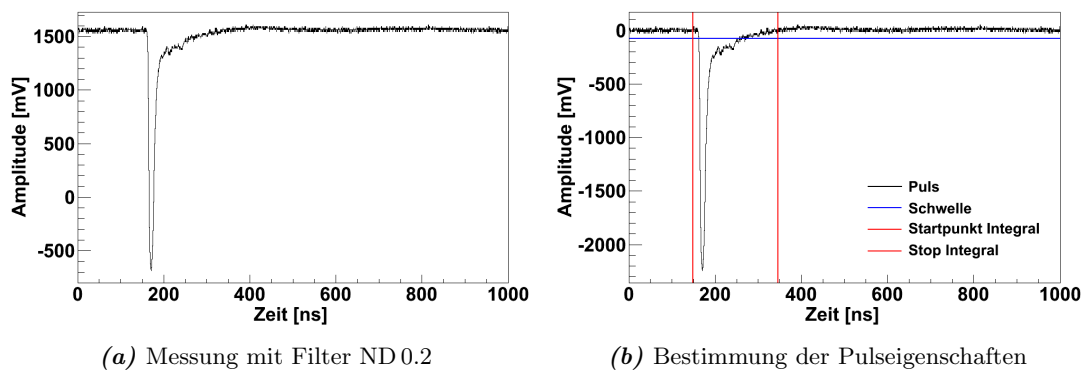 Amplitude [mV]
1500
1000
500
0
-500
0 200 400 600 800 1000
Zeit [ns]
(a) Messung mit Filter ND 0.2
Amplitude [mV]
0
-500
-1000
-1500
-2000
Puls
Schwelle
Startpunkt Integral
Stop Integral
0 200 400 600 800 1000
Zeit [ns]
(b) Bestimmung der Pulseigenschaften